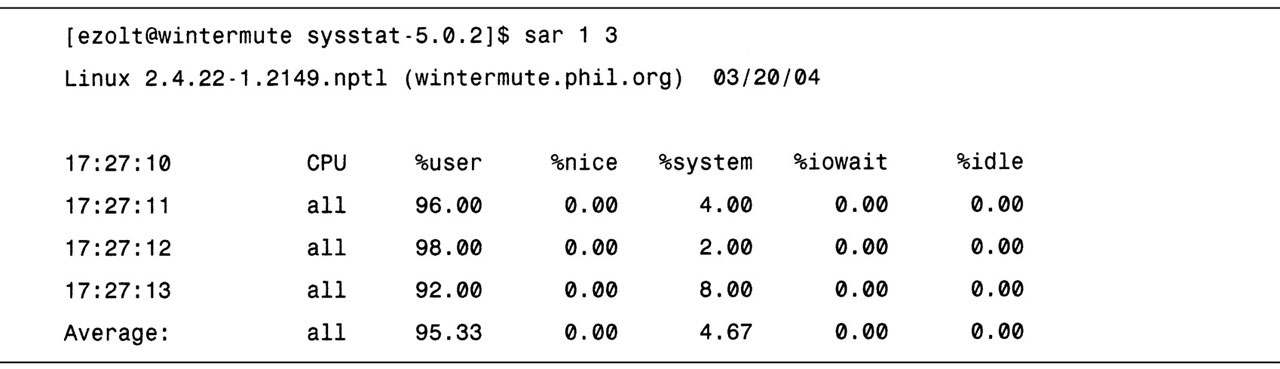 [ezolt@wintermute sysstat-5.0.2]$ sar 1 3
Linux 2.4.22-1.2149.nptl (wintermute.phil.org)  03/20/04
17:27:10 CPU %user %nice %system %iowait %idle
17:27:11 all 96.00 0.00 4.00 0.00 0.00
17:27:12 all 98.00 0.00 2.00 0.00 0.00
17:27:13 all 92.00 0.00 8.00 0.00 0.00
Average: all 95.33 0.00 4.67 0.00 0.00